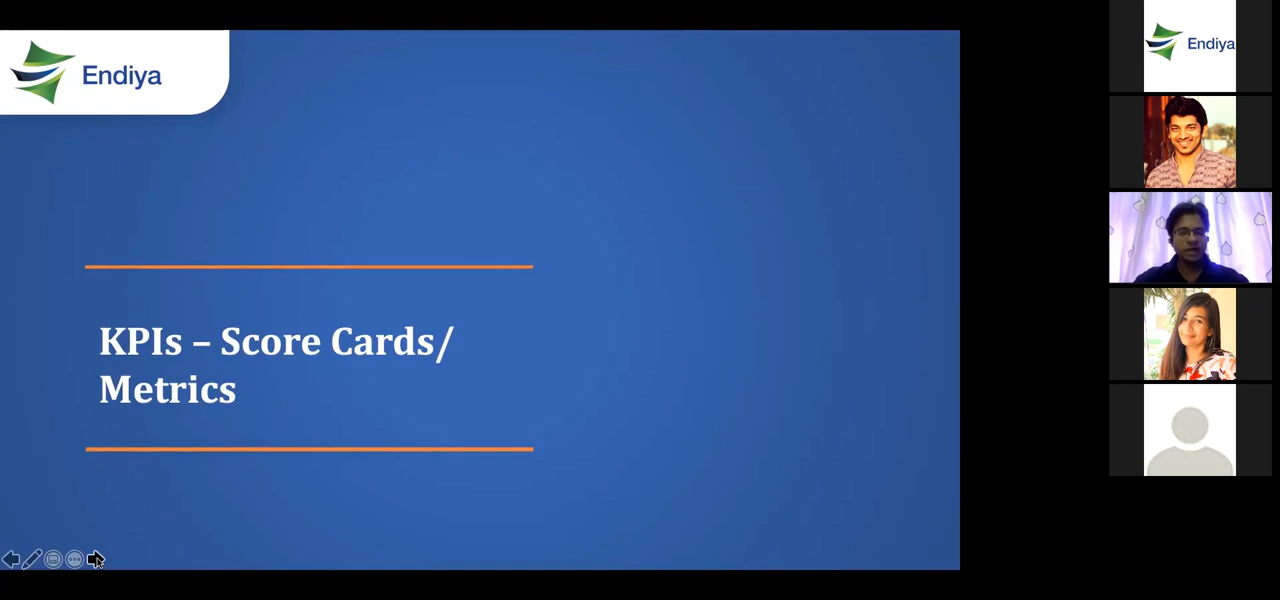 Endiya
KPIs – Score Cards/
Metrics
Endiya